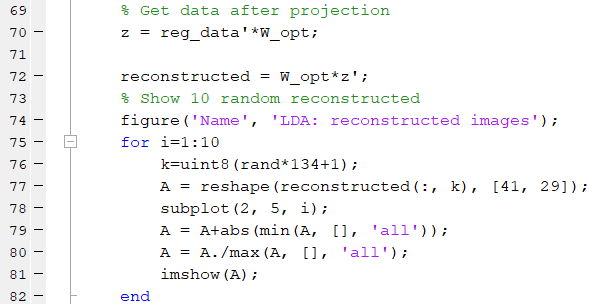 69 % Get data after projection
70 z = reg_data'*W_opt;
71
72 reconstructed = W_opt*z';
73 % Show 10 random reconstructed
74 figure('Name', 'LDA: reconstructed images');
75 for i=1:10
76 k=uint8(rand*134+1);
77 A = reshape(reconstructed(:, k), [41, 29]);
78 subplot(2, 5, i);
79 A = A+abs(min(A, [], 'all'));
80 A = A./max(A, [], 'all');
81 imshow(A);
82 end